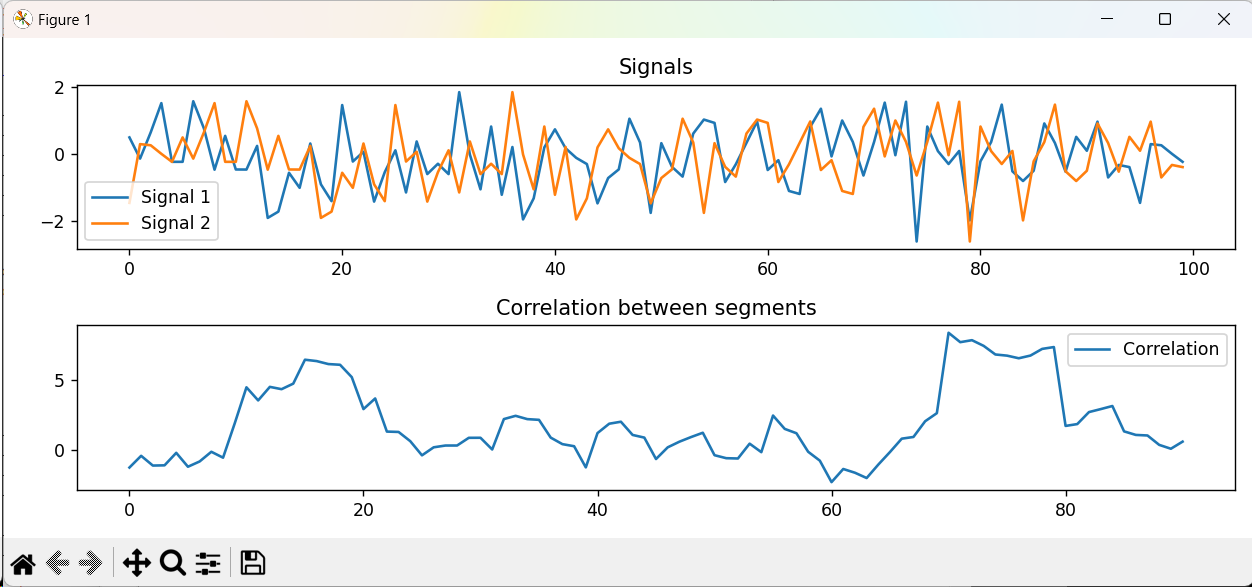 Figure 1
Signals
2
0
−2
Signal 1
Signal 2
0 20 40 60 80 100
Correlation between segments
5
0
Correlation
0 20 40 60 80